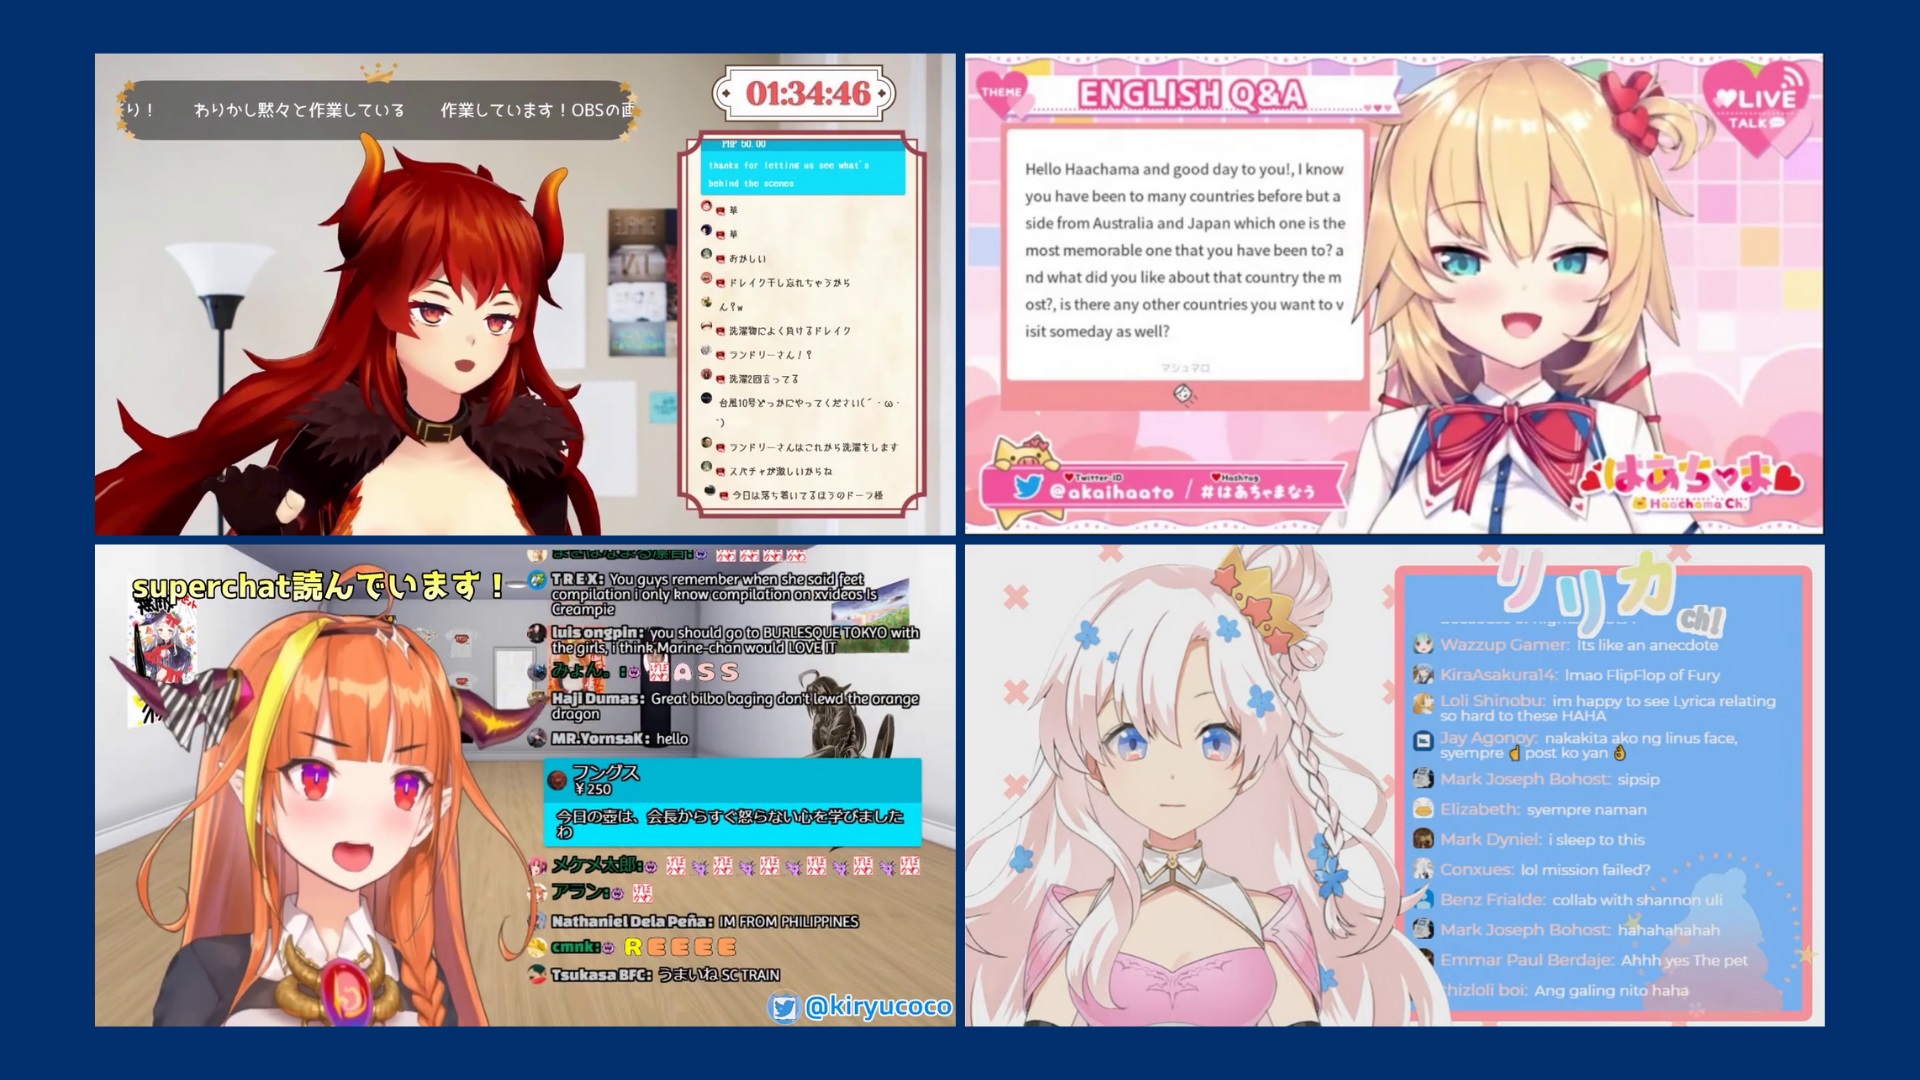 り！ わりかし黙々と作業している 作業しています！OBSの画
01:34:46
PHP 50.00
thanks for letting us see what's
behind the scenes
草
草
おかしい
ドレイク干し忘れちゃうから
ん？w
洗濯物によく負けるドレイク
ランドリーさん！？
洗濯2回言ってる
台風10号どっかにやってください(´・ω・
`)
ランドリーさんはこれから洗濯をします
スパチャが激しいからね
今日は落ち着いてるほうのドーラ様
THEME
ENGLISH Q&A
LIVE
TALK
Hello Haachama and good day to you!, I know
you have been to many countries before but a
side from Australia and Japan which one is the
most memorable one that you have been to? a
nd what did you like about that country the m
ost?, is there any other countries you want to v
isit someday as well?
マシュマロ
Twitter ID
Hashtag
@akaihaato / #はあちゃまなう
はあちゃま
Haachama Ch.
superchat読んでいます！
TREX: You guys remember when she said feet
compilation i only know compilation on xvideos Is
Creampie
luis ongpin: you should go to BURLESQUE TOKYO with
the girls, i think Marine-chan would LOVE IT
みょん。: ASS
Haji Dumas: Great bilbo baging don't lewd the orange
dragon
MR.YornsaK: hello
フングス
¥250
今日の壺は、会長からすぐ怒らない心を学びました
わ
メケメ太郎:
アラン:
Nathaniel Dela Peña: IM FROM PHILIPPINES
cmnk: REEEE
Tsukasa BFC: うまいね SC TRAIN
@kiryucoco
リリカ
ch!
Wazzup Gamer: Its like an anecdote
KiraAsakura14: lmao FlipFlop of Fury
Loli Shinobu: im happy to see Lyrica relating
so hard to these HAHA
Jay Agonoy: nakakita ako ng linus face,
syempre ☝ post ko yan 👌
Mark Joseph Bohost: sipsip
Elizabeth: syempre naman
Mark Dyniel: i sleep to this
Conxues: lol mission failed?
Benz Frialde: collab with shannon uli
Mark Joseph Bohost: hahahahahah
Emmar Paul Berdaje: Ahhh yes The pet
hizloli boi: Ang galing nito haha